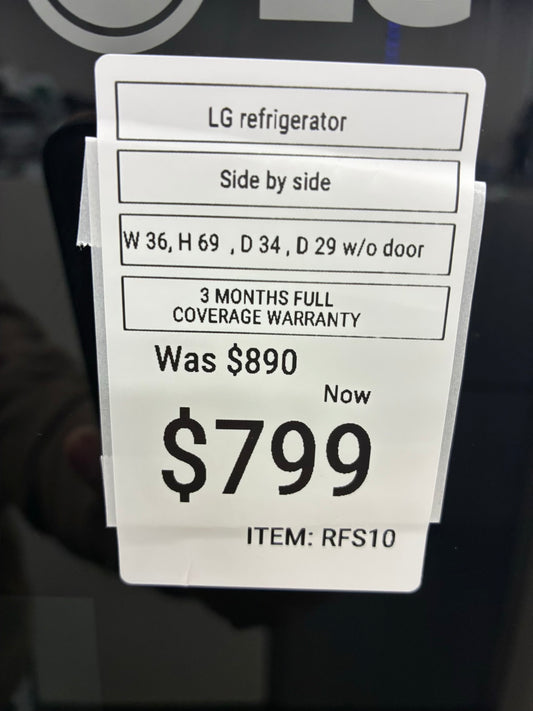 LG refrigerator
Side by side
W 36, H 69 , D 34 , D 29 w/o door
3 MONTHS FULL
COVERAGE WARRANTY
Was $890
Now
$799
ITEM: RFS10